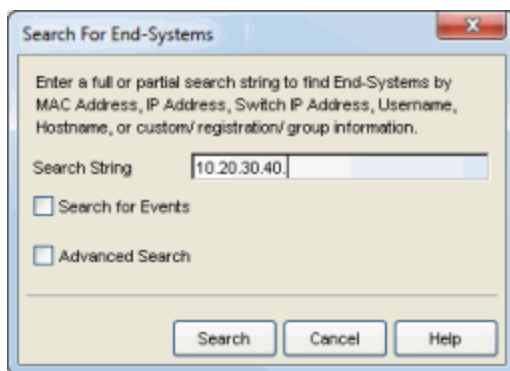 Search For End-Systems
Enter a full or partial search string to find End-Systems by
MAC Address, IP Address, Switch IP Address, Username,
Hostname, or custom/ registration/ group information.
Search String 10.20.30.40.
Search for Events
Advanced Search
Search Cancel Help